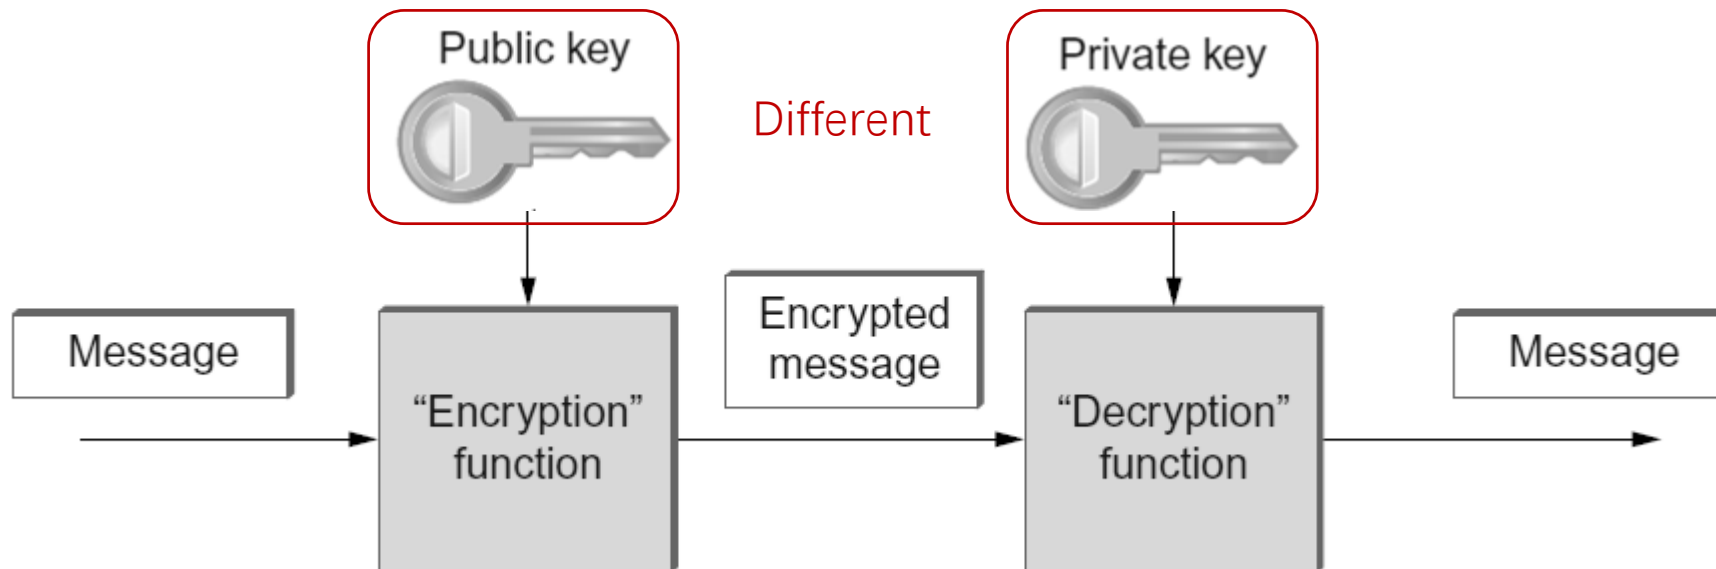 Public key
Different
Private key
Message
“Encryption”
function
Encrypted
message
“Decryption”
function
Message